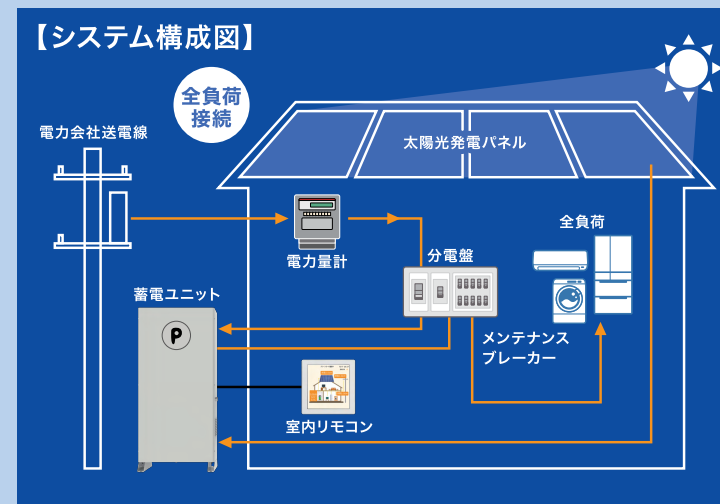 【システム構成図】
全負荷
接続
電力会社送電線
太陽光発電パネル
全負荷
電力量計
分電盤
蓄電ユニット
P
メンテナンス
ブレーカー
室内リモコン